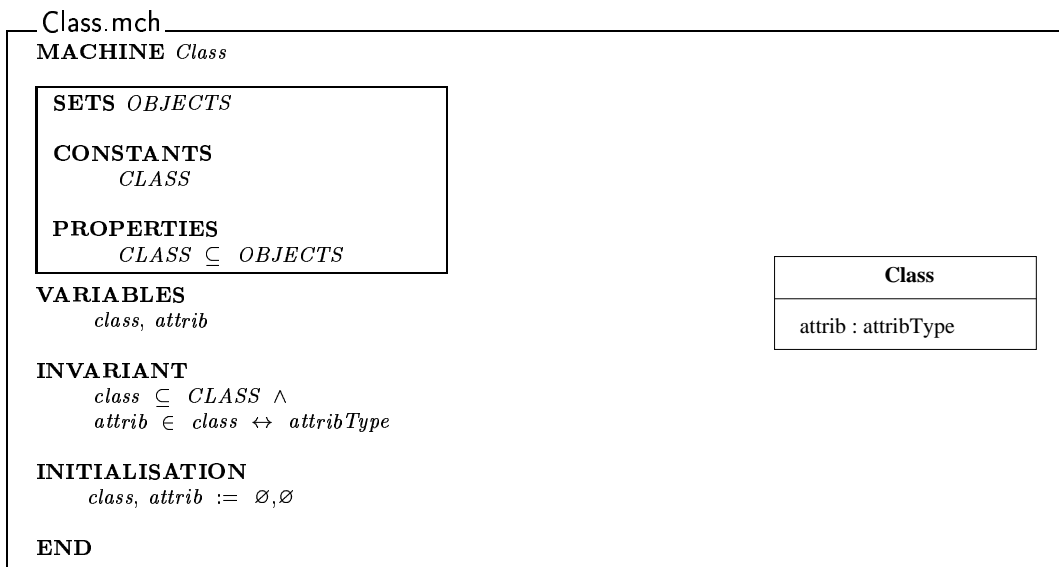 Class.mch
MACHINE Class
SETS OBJECTS
CONSTANTS
CLASS
PROPERTIES
CLASS ⊆ OBJECTS
VARIABLES
class, attrib
INVARIANT
class ⊆ CLASS ∧
attrib ∈ class ↔ attribType
INITIALISATION
class, attrib := ∅,∅
END
Class
attrib : attribType